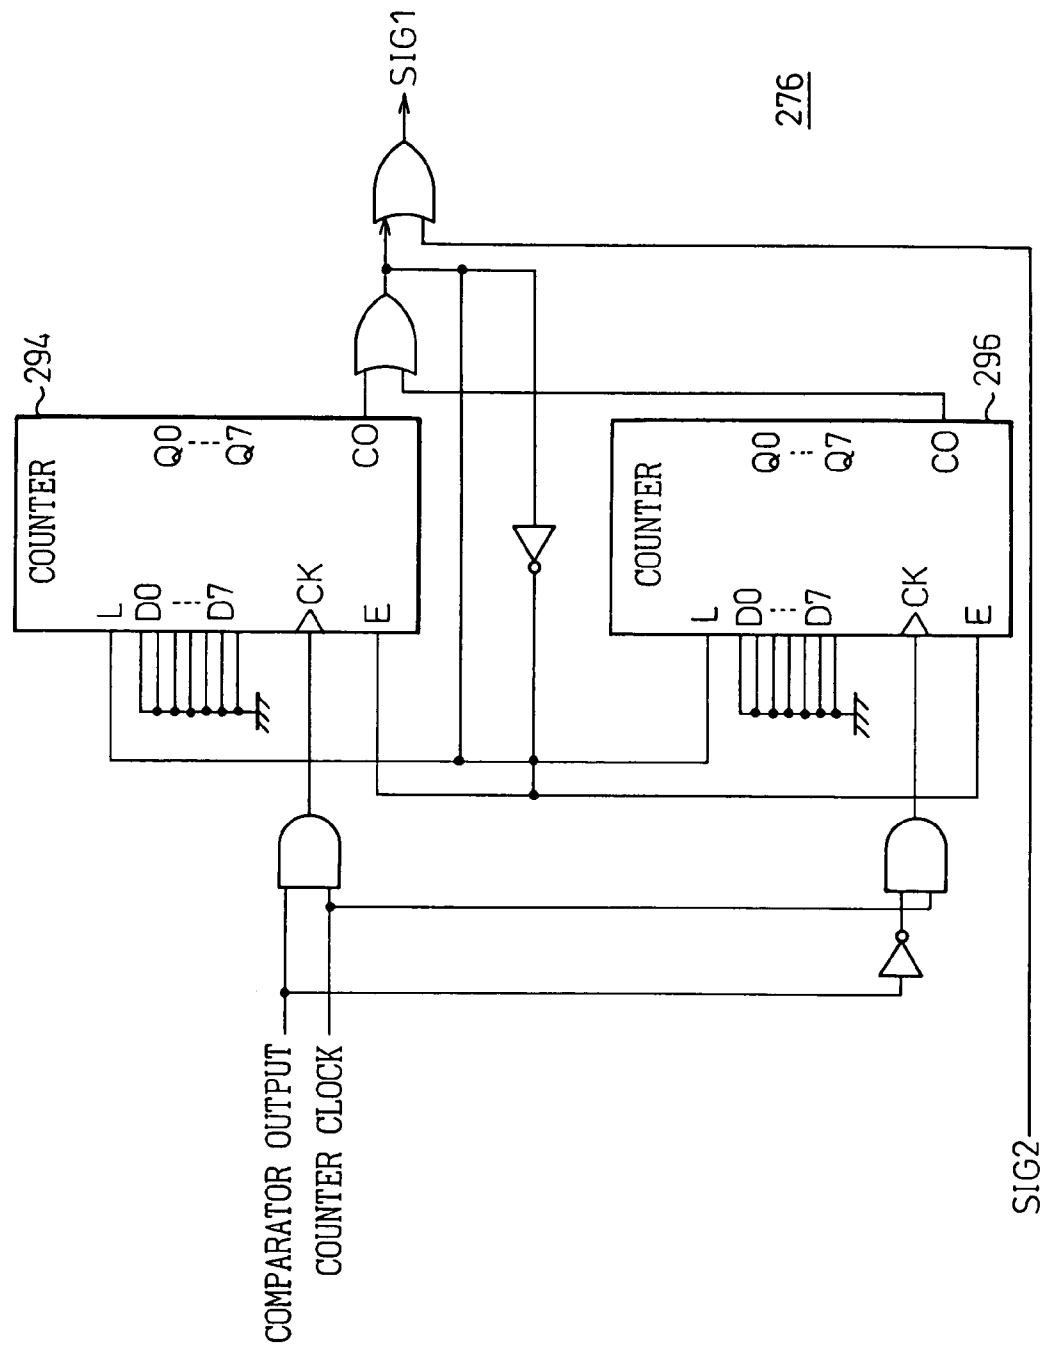 COMPARATOR OUTPUT
COUNTER CLOCK
COUNTER
294
L
D0
D7
CK
E
Q0
Q7
CO
SIG1
276
COUNTER
296
L
D0
D7
CK
E
Q0
Q7
CO
SIG2